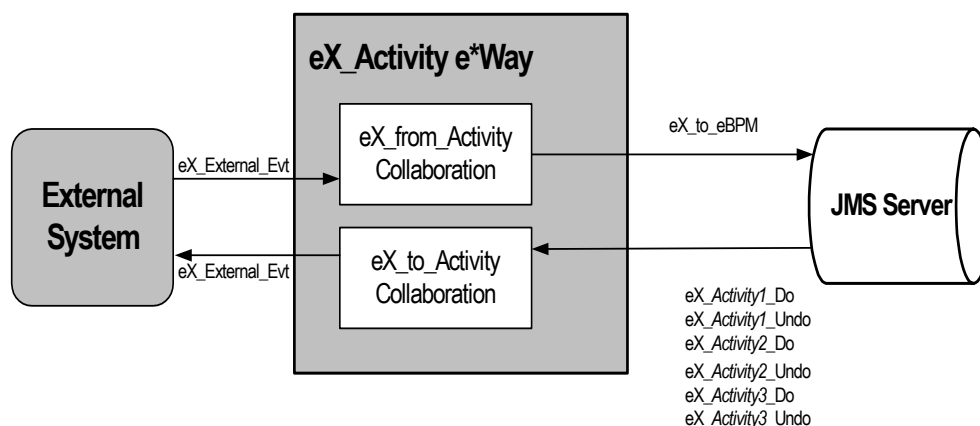 eX_Activity e*Way
eX_from_Activity
Collaboration
eX_to_eBPM
eX_External_Evt
External
System
JMS Server
eX_External_Evt
eX_to_Activity
Collaboration
eX_Activity1_Do
eX_Activity1_Undo
eX_Activity2_Do
eX_Activity2_Undo
eX_Activity3_Do
eX_Activity3_Undo